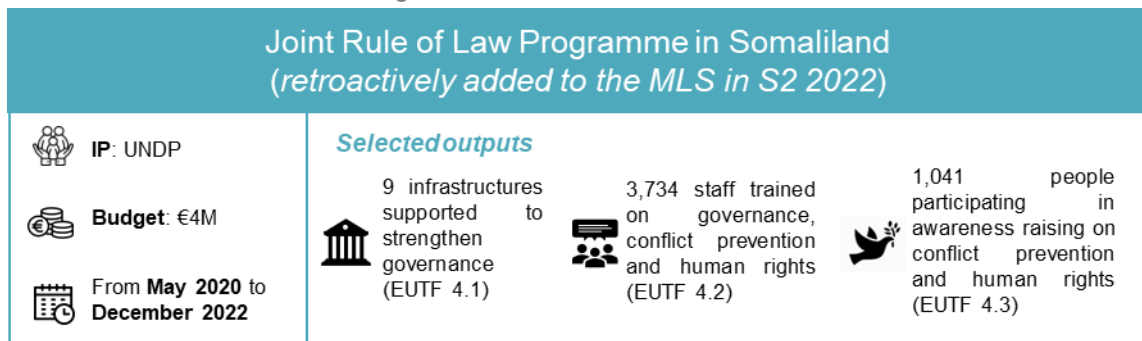 Joint Rule of Law Programme in Somaliland
(retroactively added to the MLS in S2 2022)
IP: UNDP
Budget: €4M
From May 2020 to
December 2022
Selected outputs
9 infrastructures
supported to
strengthen
governance
(EUTF 4.1)
3,734 staff trained
on governance,
conflict prevention
and human rights
(EUTF 4.2)
1,041 people
participating in
awareness raising on
conflict prevention
and human rights
(EUTF 4.3)